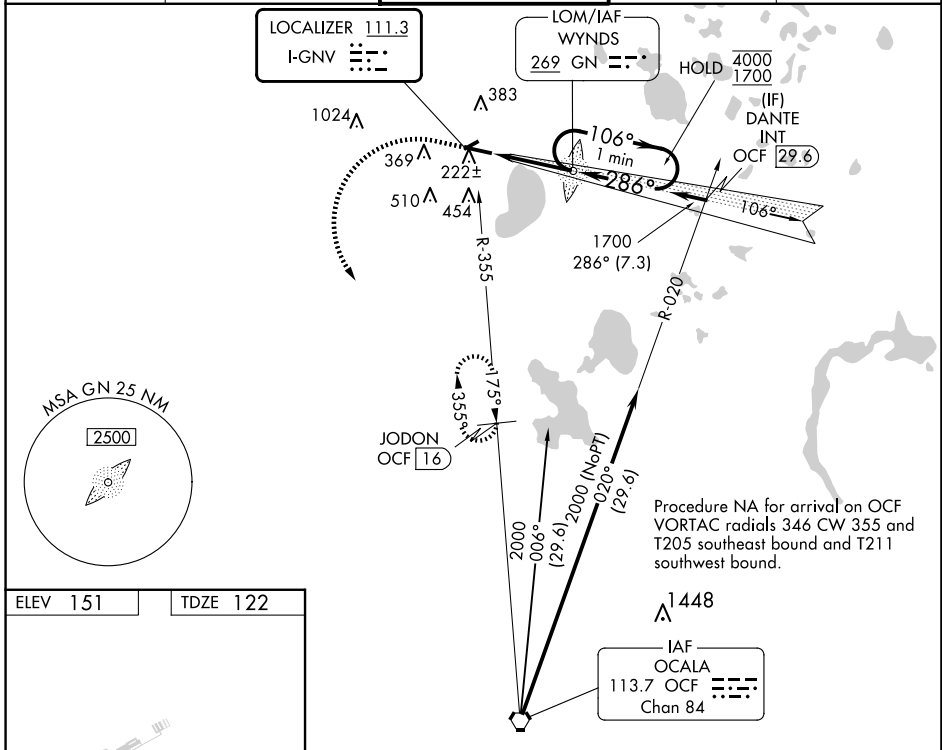 LOCALIZER 111.3
I-GNV
LOM/IAF
WYNDS
269 GN
HOLD 4000
1700
(IF)
DANTE
INT
OCF 29.6
1024
383
369
222±
510
454
106°
1 min
286°
106°
1700
286° (7.3)
R-355
R-020
MSA GN 25 NM
2500
175°
355°
JODON
OCF 16
2000
006°
(29.6)
2000 (NoPT)
020°
(29.6)
Procedure NA for arrival on OCF
VORTAC radials 346 CW 355 and
T205 southeast bound and T211
southwest bound.
ELEV 151
TDZE 122
1448
IAF
OCALA
113.7 OCF
Chan 84